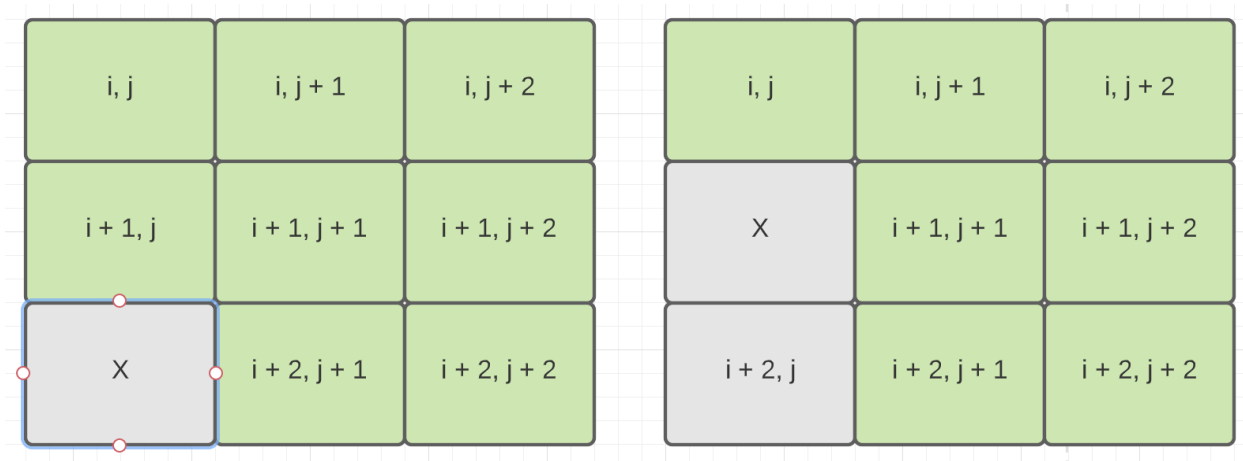 i, j
i, j + 1
i, j + 2
i + 1, j
i + 1, j + 1
i + 1, j + 2
X
i + 2, j + 1
i + 2, j + 2
i, j
i, j + 1
i, j + 2
X
i + 1, j + 1
i + 1, j + 2
i + 2, j
i + 2, j + 1
i + 2, j + 2